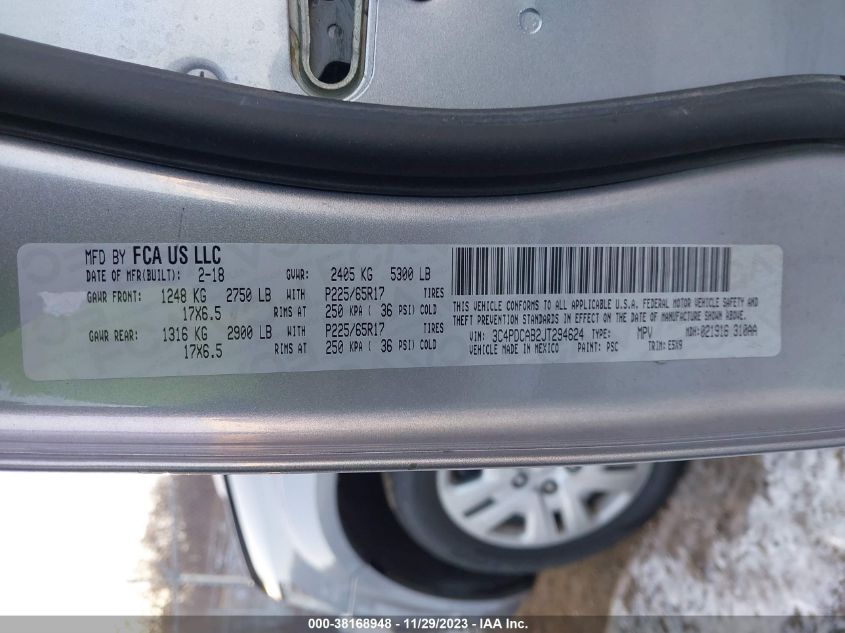 MFD BY FCA US LLC
DATE OF MFR(BUILT): 2-18 GVWR: 2405 KG 5300 LB
GAWR FRONT: 1248 KG 2750 LB WITH P225/65R17 TIRES
17X6.5 RIMS AT 250 KPA ( 36 PSI) COLD
GAWR REAR: 1316 KG 2900 LB WITH P225/65R17 TIRES
17X6.5 RIMS AT 250 KPA ( 36 PSI) COLD
THIS VEHICLE CONFORMS TO ALL APPLICABLE U.S.A. FEDERAL MOTOR VEHICLE SAFETY AND
THEFT PREVENTION STANDARDS IN EFFECT ON THE DATE OF MANUFACTURE SHOWN ABOVE.
VIN: 3C4PDCAB2JT294624 TYPE: MPV MDH: 021916 310AA
VEHICLE MADE IN MEXICO PAINT: PSC TRIM: E5X9
000-38168948 - 11/29/2023 - IAA Inc.